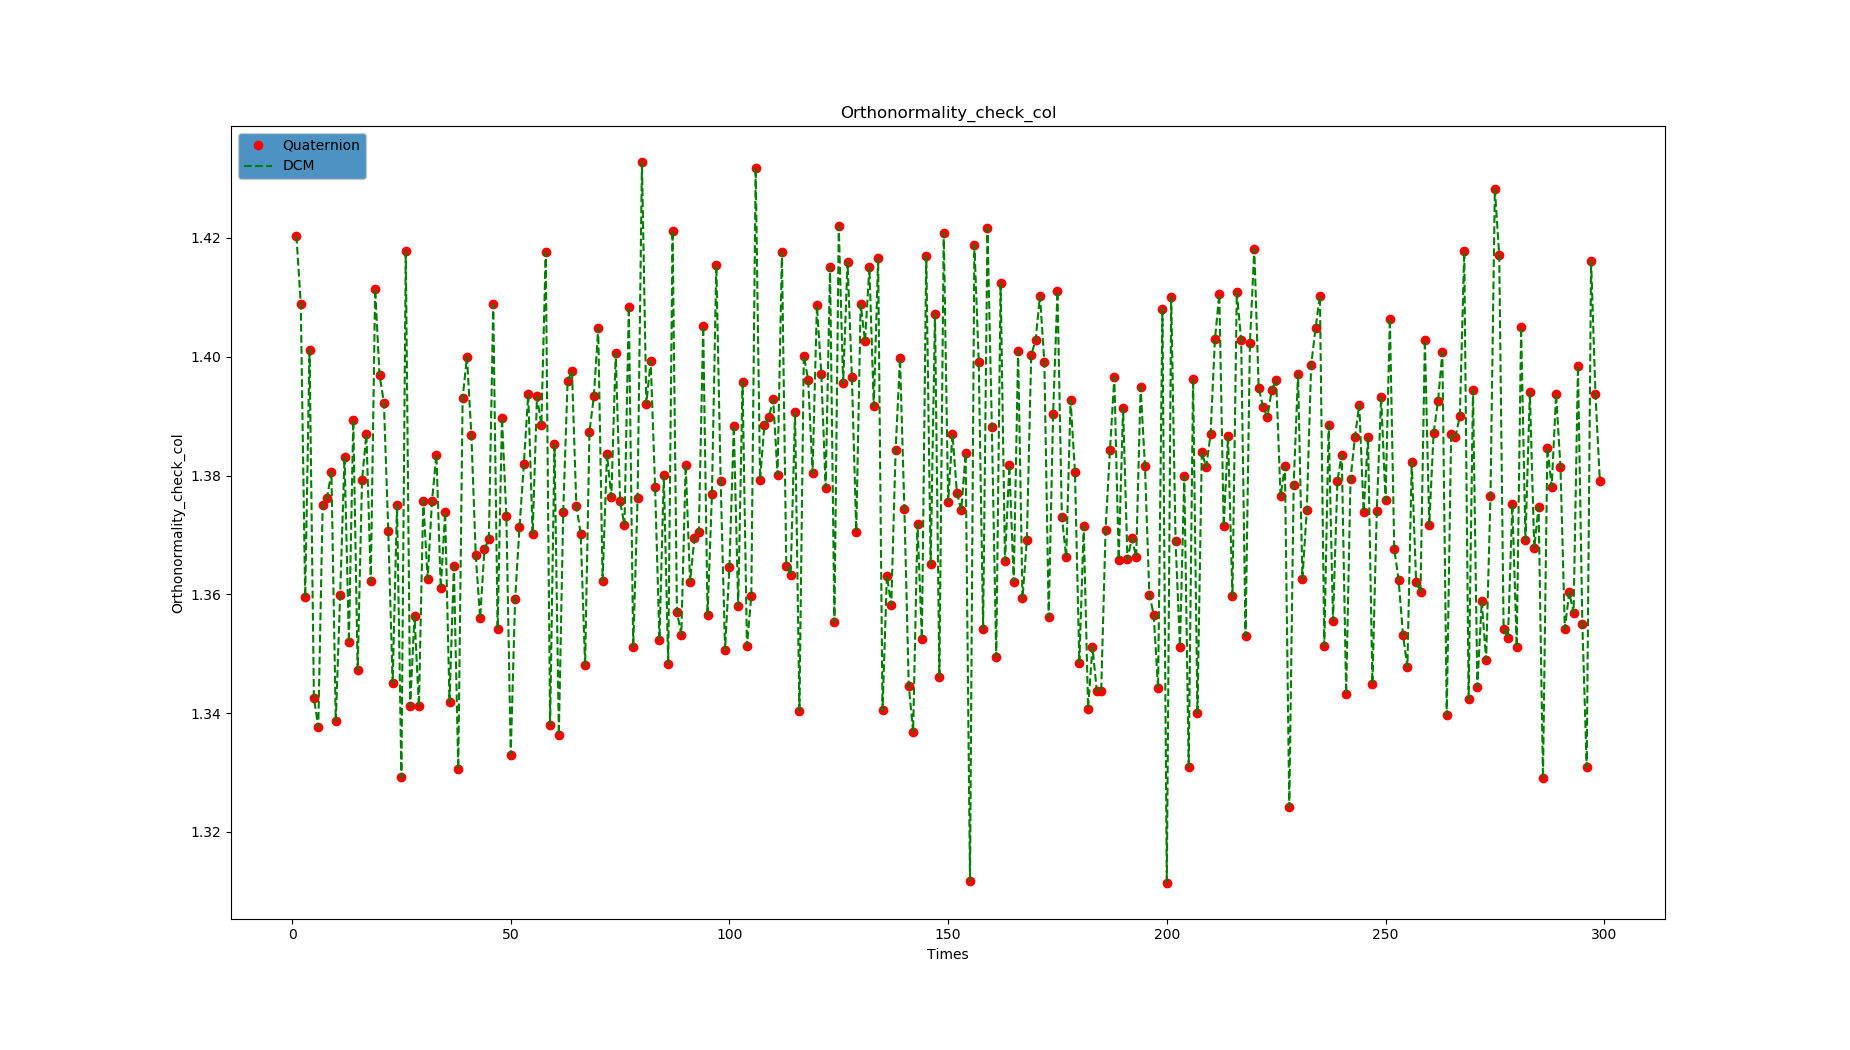 Orthonormality_check_col
Quaternion
DCM
1.42
1.40
1.38
1.36
1.34
1.32
Orthonormality_check_col
0 50 100 150 200 250 300
Times